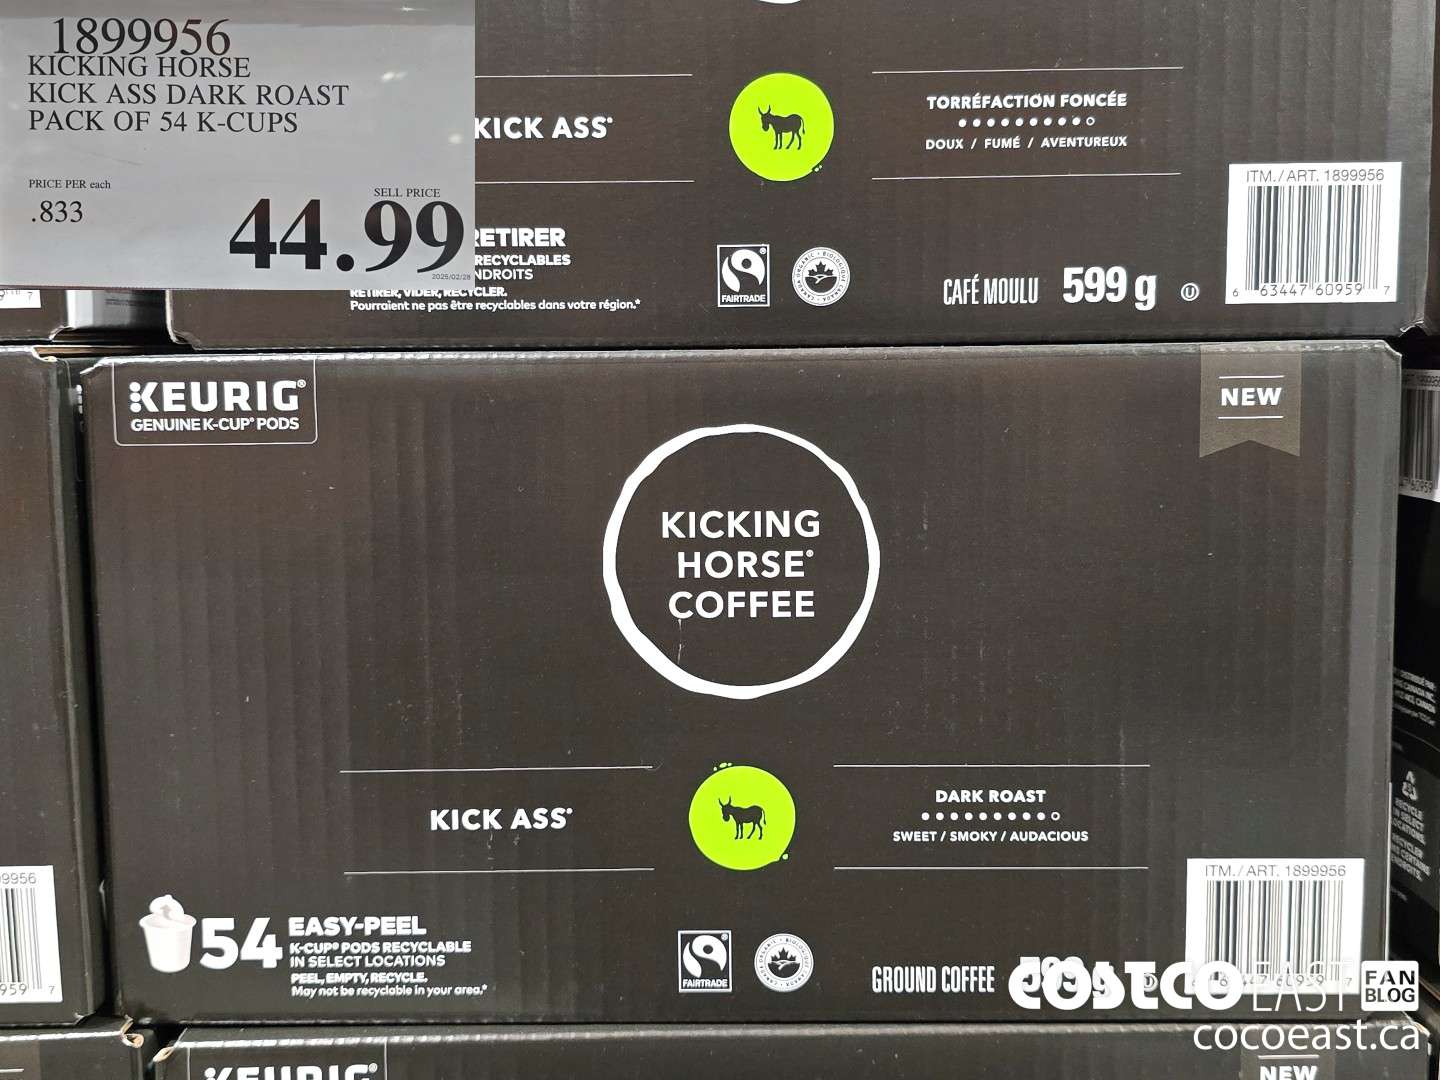 1899956
KICKING HORSE
KICK ASS DARK ROAST
PACK OF 54 K-CUPS
PRICE PER each
.833
SELL PRICE
44.99
2025/02/28
KICK ASS®
TORRÉFACTION FONCÉE
DOUX / FUMÉ / AVENTUREUX
ITM./ART. 1899956
6 63447 60959 7
RETIRER
RECYCLABLES
NDROITS
RETIRER, VIDER, RECYCLER.
Pourraient ne pas être recyclables dans votre région.*
FAIRTRADE
CAFÉ MOULU 599 g
KEURIG®
GENUINE K-CUP® PODS
NEW
KICKING
HORSE®
COFFEE
KICK ASS®
DARK ROAST
SWEET / SMOKY / AUDACIOUS
ITM./ART. 1899956
54 EASY-PEEL
K-CUP® PODS RECYCLABLE
IN SELECT LOCATIONS
PEEL, EMPTY, RECYCLE.
May not be recyclable in your area.*
FAIRTRADE
GROUND COFFEE 599 g
COSTCO EAST FAN BLOG
cocoeast.ca
9956
959 7
KEURIG®
NEW